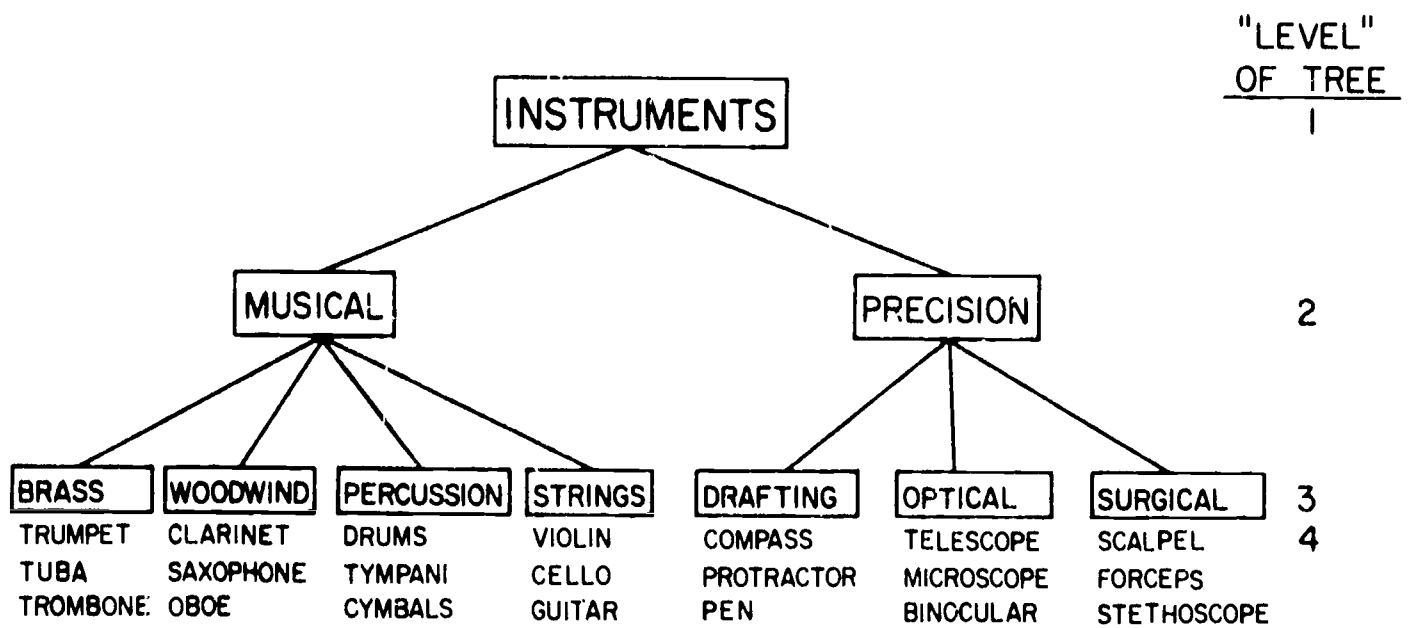 "LEVEL"
OF TREE
INSTRUMENTS
1
MUSICAL PRECISION 2
BRASS WOODWIND PERCUSSION STRINGS DRAFTING OPTICAL SURGICAL 3
TRUMPET CLARINET DRUMS VIOLIN COMPASS TELESCOPE SCALPEL 4
TUBA SAXOPHONE TYMPANI CELLO PROTRACTOR MICROSCOPE FORCEPS
TROMBONE OBOE CYMBALS GUITAR PEN BINOCULAR STETHOSCOPE